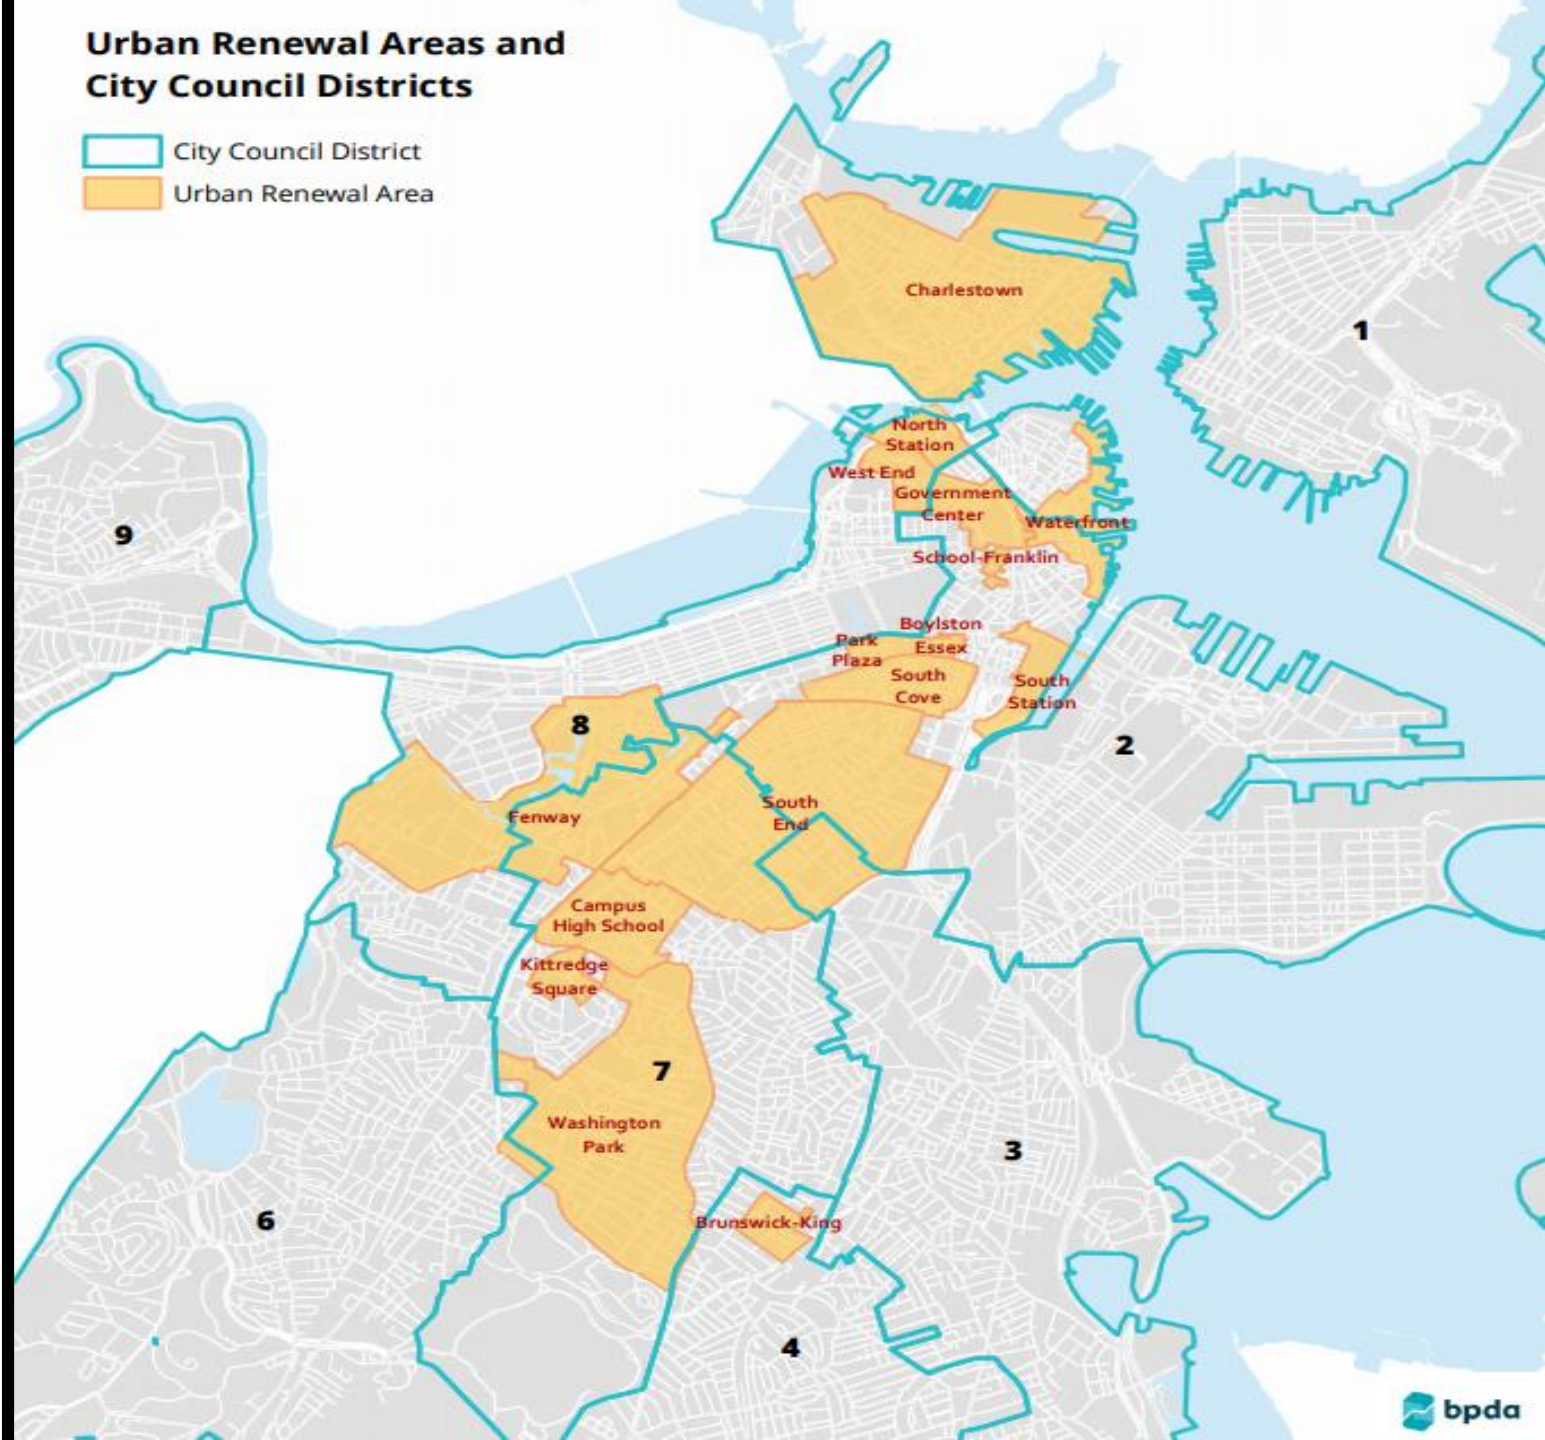 Urban Renewal Areas and
City Council Districts
City Council District
Urban Renewal Area
Charlestown
1
North
Station
West End
Government
Center
Waterfront
School-Franklin
9
Boylston
Essex
Park
Plaza
South
Cove
South
Station
8
2
South
End
Fenway
Campus
High School
Kittredge
Square
7
Washington
Park
3
6
Brunswick-King
4
bpda